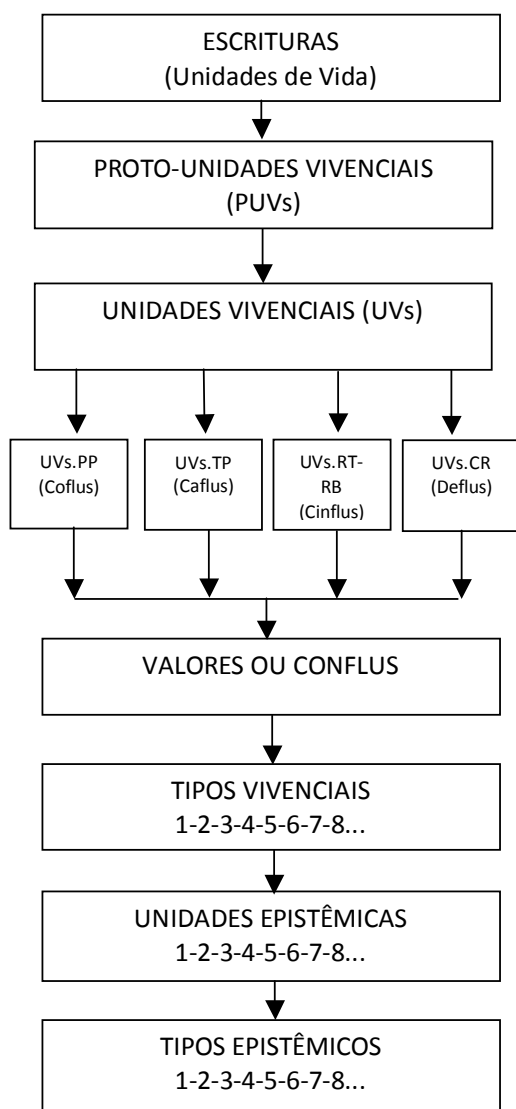 ESCRITURAS
(Unidades de Vida)
PROTO-UNIDADES VIVENCIAIS
(PUVs)
UNIDADES VIVENCIAIS (UVs)
UVs.PP
(Coflus)
UVs.TP
(Caflus)
UVs.RT-
RB
(Cinflus)
UVs.CR
(Deflus)
VALORES OU CONFLUS
TIPOS VIVENCIAIS
1-2-3-4-5-6-7-8...
UNIDADES EPISTÊMICAS
1-2-3-4-5-6-7-8...
TIPOS EPISTÊMICOS
1-2-3-4-5-6-7-8...